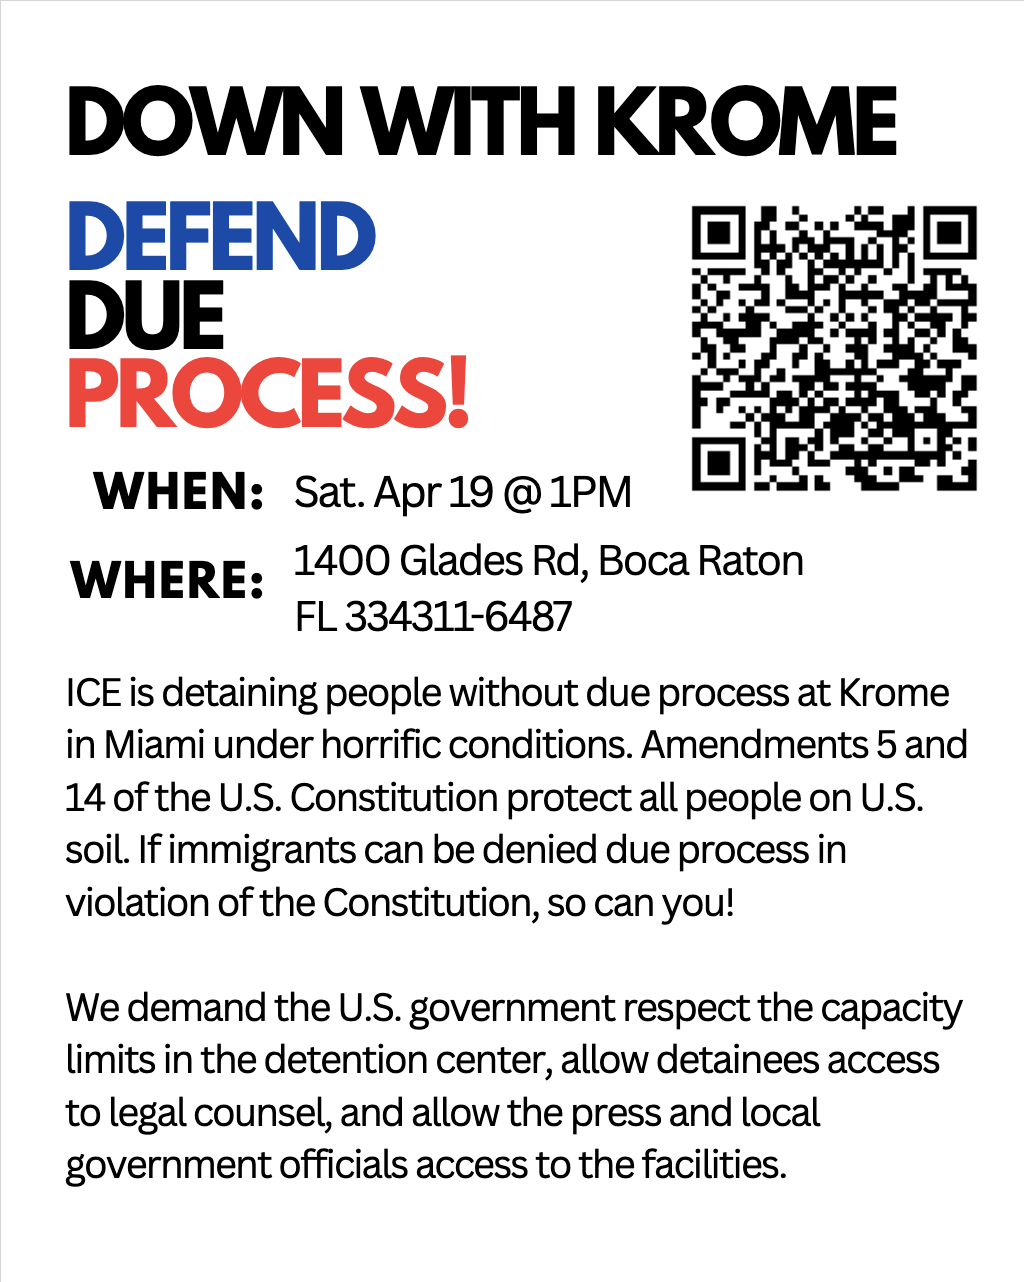 DOWN WITH KROME
DEFEND
DUE
PROCESS!
WHEN: Sat. Apr 19 @ 1PM
WHERE: 1400 Glades Rd, Boca Raton
FL 334311-6487
ICE is detaining people without due process at Krome
in Miami under horrific conditions. Amendments 5 and
14 of the U.S. Constitution protect all people on U.S.
soil. If immigrants can be denied due process in
violation of the Constitution, so can you!
We demand the U.S. government respect the capacity
limits in the detention center, allow detainees access
to legal counsel, and allow the press and local
government officials access to the facilities.